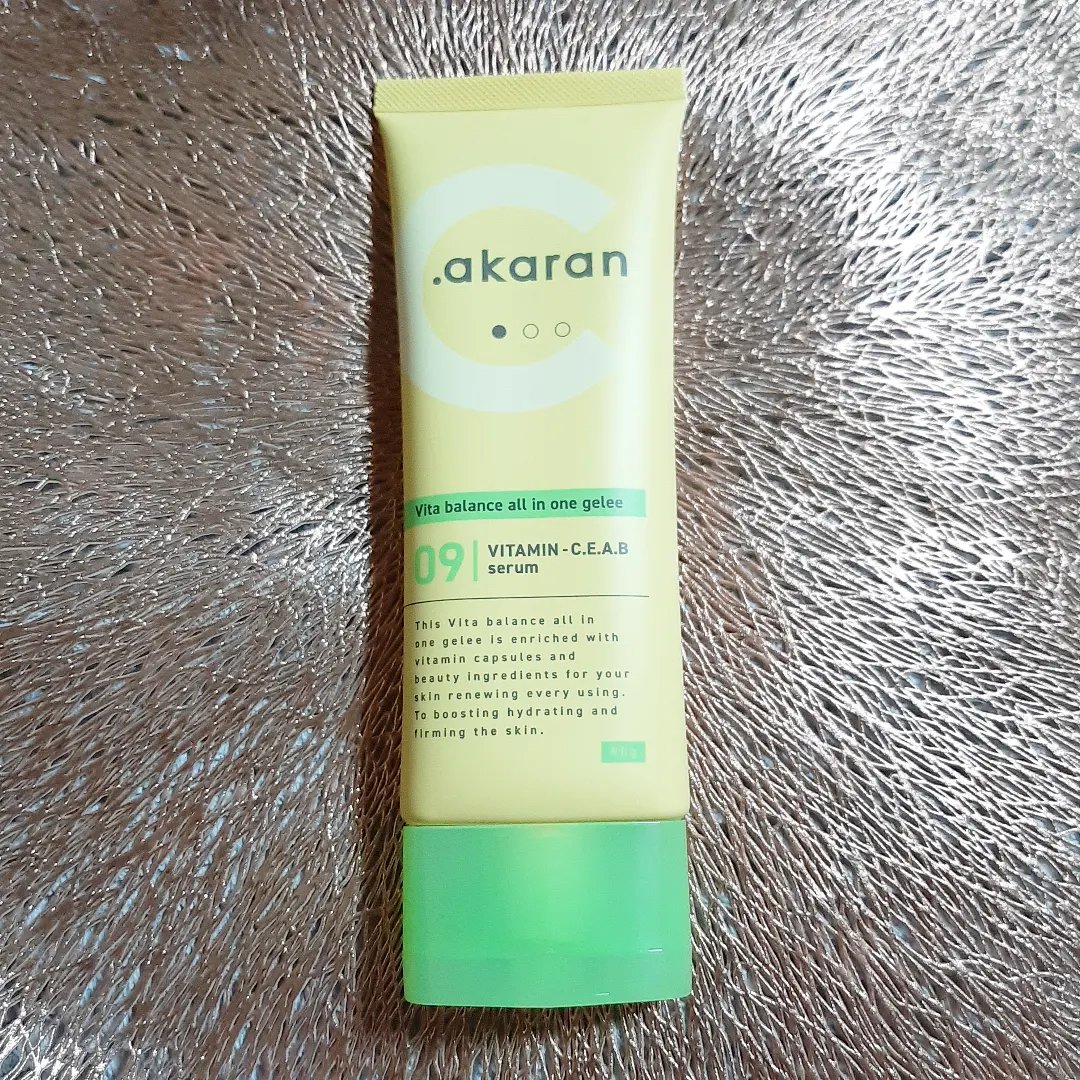 C
.akaran
Vita balance all in one gelee
09 | VITAMIN-C.E.A.B
serum
This Vita balance all in
one gelee is enriched with
vitamin capsules and
beauty ingredients for your
skin renewing every using.
To boosting hydrating and
firming the skin.